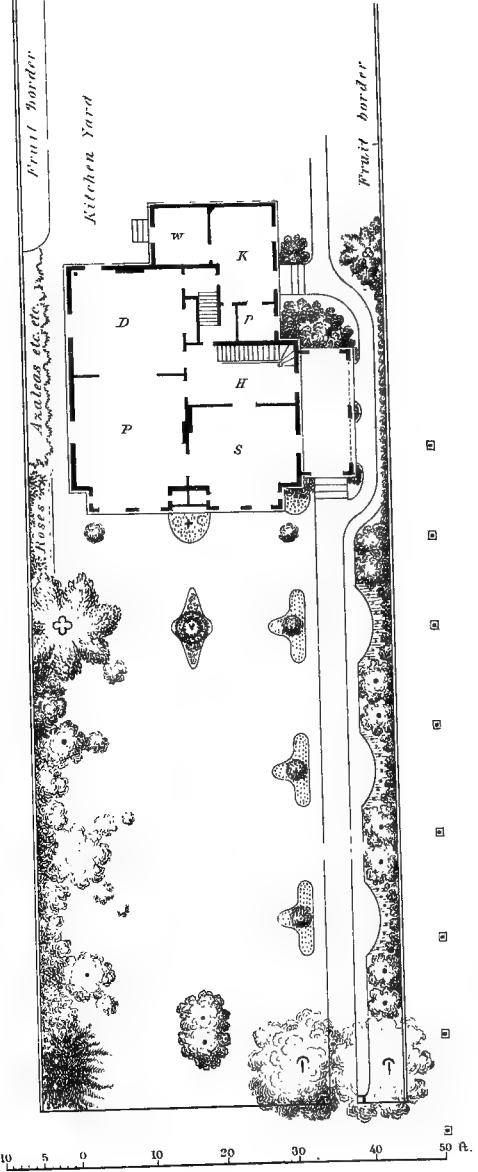 Fruit border
Kitchen Yard
Fruit border
W
K
D
P
H
P
S
Azaleas etc. etc.
Roses
10 5 0 10 20 30 40 50 ft.